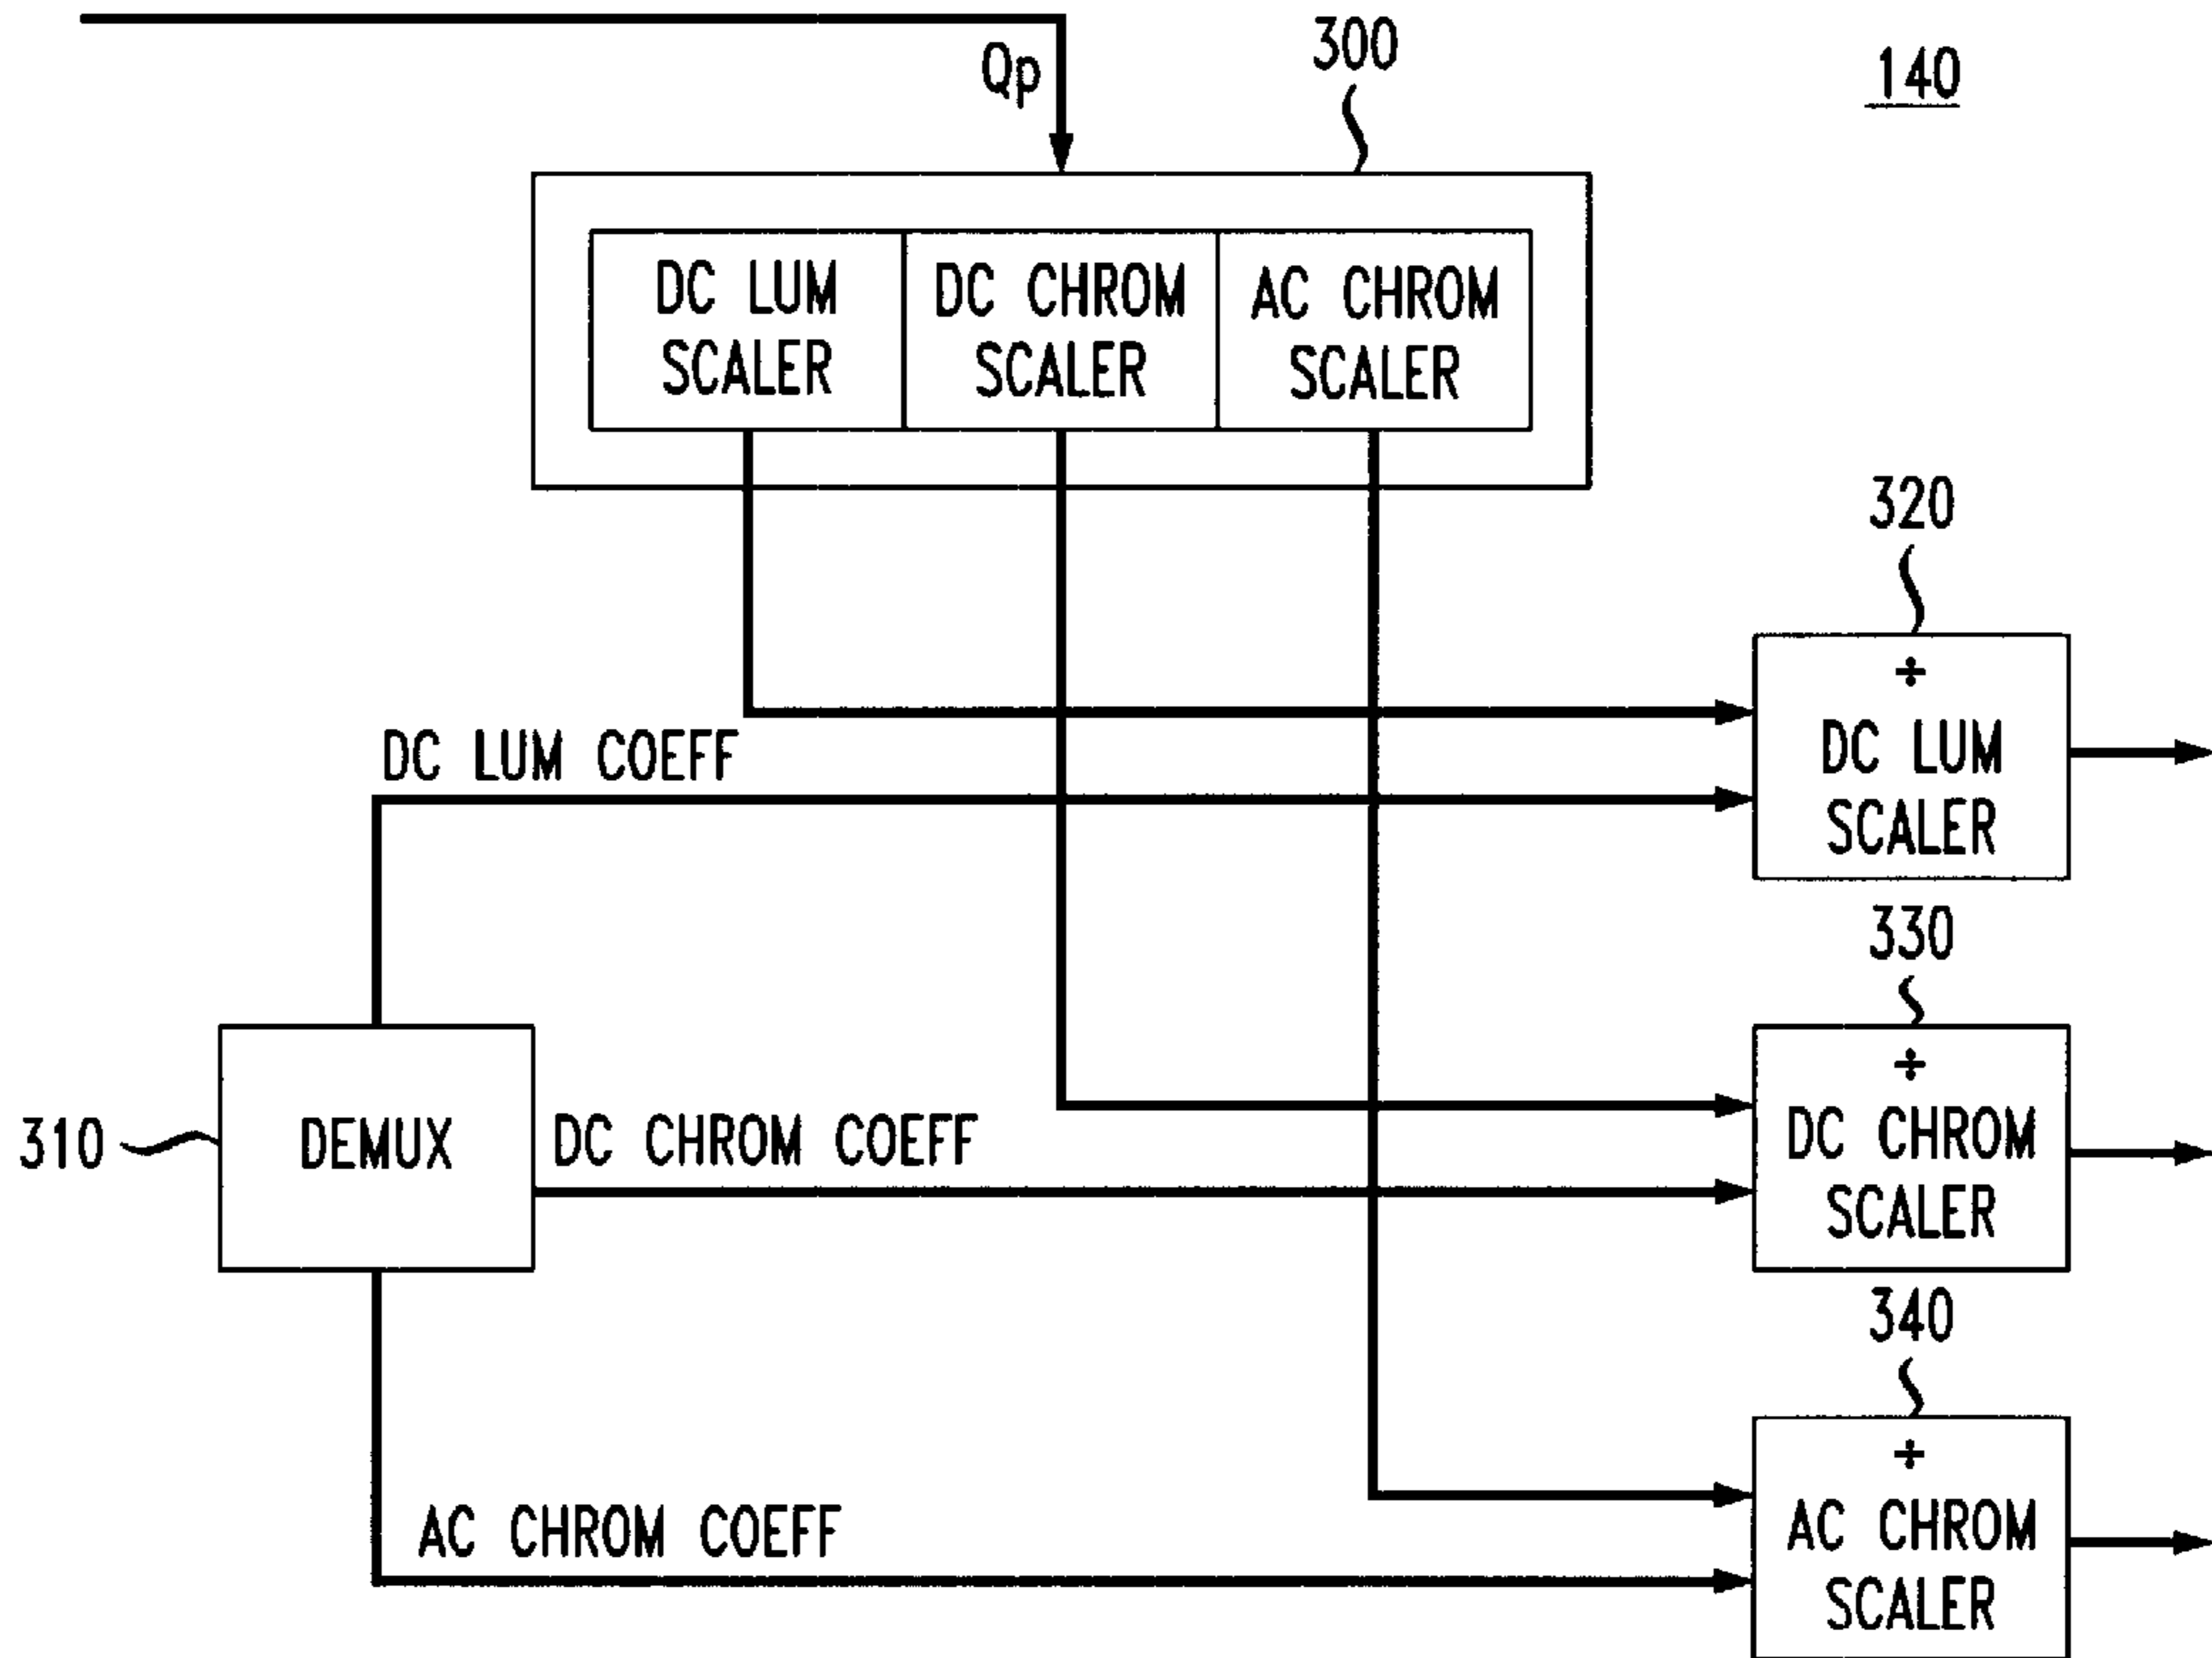 Qp
300
140
DC LUM
SCALER
DC CHROM
SCALER
AC CHROM
SCALER
320
÷
DC LUM
SCALER
DC LUM COEFF
330
310
DEMUX
DC CHROM COEFF
÷
DC CHROM
SCALER
340
AC CHROM COEFF
÷
AC CHROM
SCALER